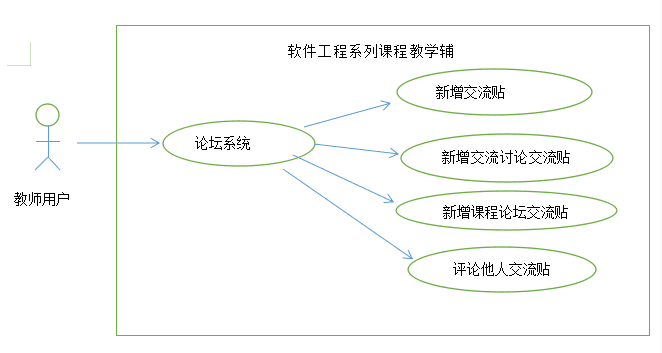 软件工程系列课程教学辅
新增交流贴
论坛系统
新增交流讨论交流贴
教师用户
新增课程论坛交流贴
评论他人交流贴